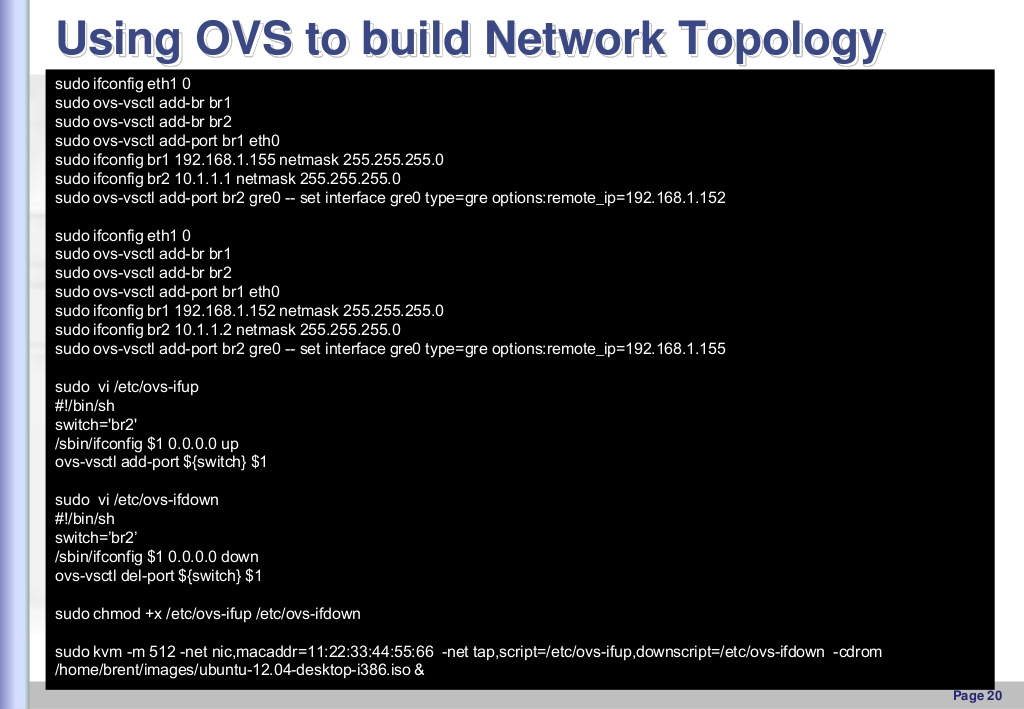 Using OVS to build Network Topology
sudo ifconfig eth1 0
sudo ovs-vsctl add-br br1
sudo ovs-vsctl add-br br2
sudo ovs-vsctl add-port br1 eth0
sudo ifconfig br1 192.168.1.155 netmask 255.255.255.0
sudo ifconfig br2 10.1.1.1 netmask 255.255.255.0
sudo ovs-vsctl add-port br2 gre0 -- set interface gre0 type=gre options:remote_ip=192.168.1.152
sudo ifconfig eth1 0
sudo ovs-vsctl add-br br1
sudo ovs-vsctl add-br br2
sudo ovs-vsctl add-port br1 eth0
sudo ifconfig br1 192.168.1.152 netmask 255.255.255.0
sudo ifconfig br2 10.1.1.2 netmask 255.255.255.0
sudo ovs-vsctl add-port br2 gre0 -- set interface gre0 type=gre options:remote_ip=192.168.1.155
sudo  vi /etc/ovs-ifup
#!/bin/sh
switch='br2'
/sbin/ifconfig $1 0.0.0.0 up
ovs-vsctl add-port ${switch} $1
sudo  vi /etc/ovs-ifdown
#!/bin/sh
switch='br2’
/sbin/ifconfig $1 0.0.0.0 down
ovs-vsctl del-port ${switch} $1
sudo chmod +x /etc/ovs-ifup /etc/ovs-ifdown
sudo kvm -m 512 -net nic,macaddr=11:22:33:44:55:66  -net tap,script=/etc/ovs-ifup,downscript=/etc/ovs-ifdown  -cdrom
/home/brent/images/ubuntu-12.04-desktop-i386.iso &
Page 20